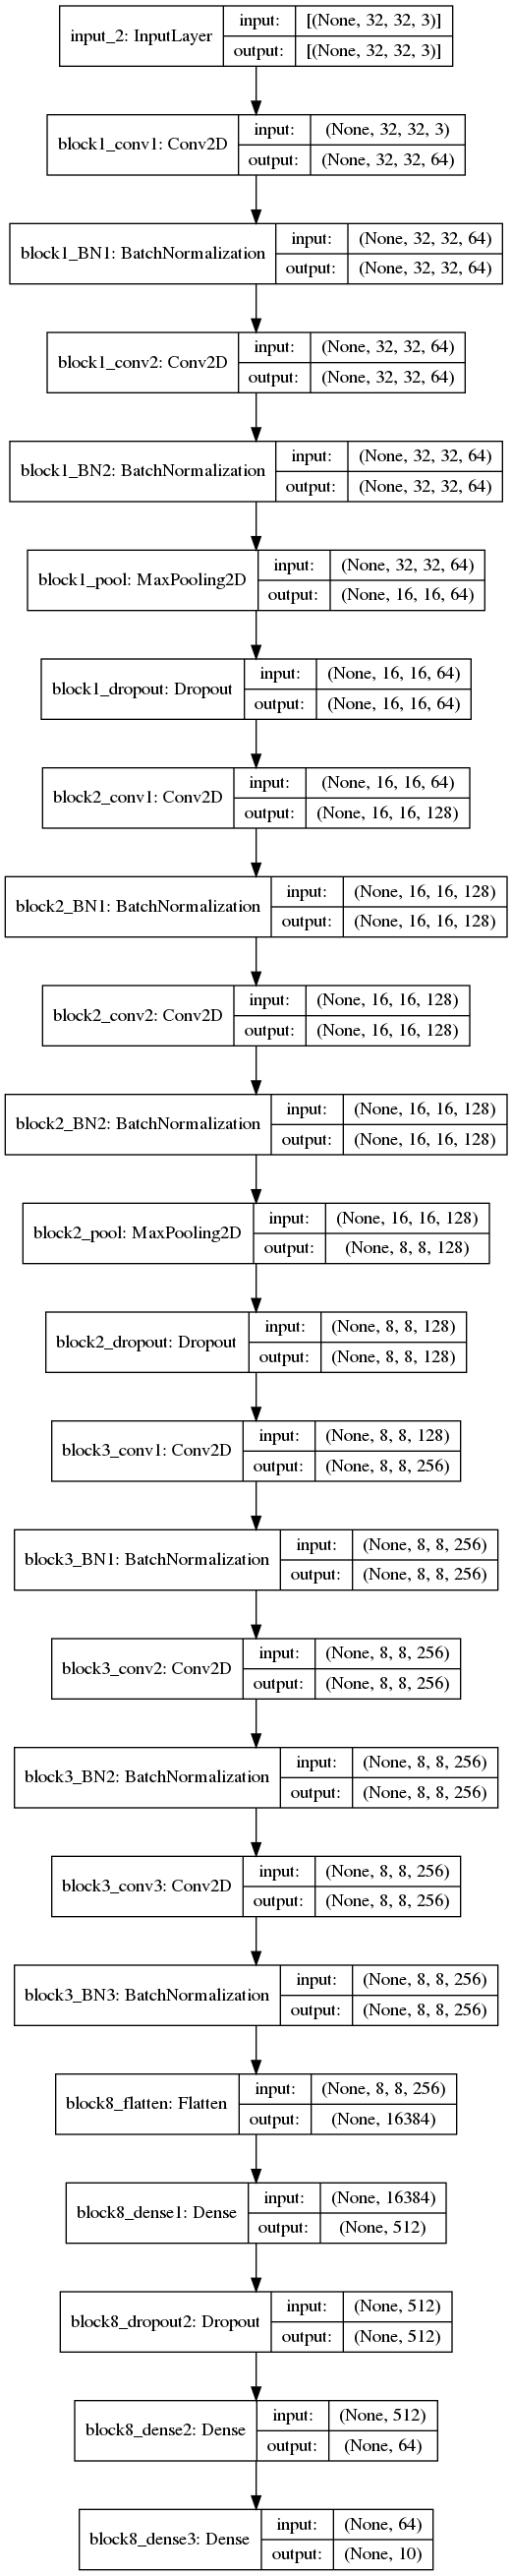 input_2: InputLayer
input: [(None, 32, 32, 3)]
output: [(None, 32, 32, 3)]
block1_conv1: Conv2D
input: (None, 32, 32, 3)
output: (None, 32, 32, 64)
block1_BN1: BatchNormalization
input: (None, 32, 32, 64)
output: (None, 32, 32, 64)
block1_conv2: Conv2D
input: (None, 32, 32, 64)
output: (None, 32, 32, 64)
block1_BN2: BatchNormalization
input: (None, 32, 32, 64)
output: (None, 32, 32, 64)
block1_pool: MaxPooling2D
input: (None, 32, 32, 64)
output: (None, 16, 16, 64)
block1_dropout: Dropout
input: (None, 16, 16, 64)
output: (None, 16, 16, 64)
block2_conv1: Conv2D
input: (None, 16, 16, 64)
output: (None, 16, 16, 128)
block2_BN1: BatchNormalization
input: (None, 16, 16, 128)
output: (None, 16, 16, 128)
block2_conv2: Conv2D
input: (None, 16, 16, 128)
output: (None, 16, 16, 128)
block2_BN2: BatchNormalization
input: (None, 16, 16, 128)
output: (None, 16, 16, 128)
block2_pool: MaxPooling2D
input: (None, 16, 16, 128)
output: (None, 8, 8, 128)
block2_dropout: Dropout
input: (None, 8, 8, 128)
output: (None, 8, 8, 128)
block3_conv1: Conv2D
input: (None, 8, 8, 128)
output: (None, 8, 8, 256)
block3_BN1: BatchNormalization
input: (None, 8, 8, 256)
output: (None, 8, 8, 256)
block3_conv2: Conv2D
input: (None, 8, 8, 256)
output: (None, 8, 8, 256)
block3_BN2: BatchNormalization
input: (None, 8, 8, 256)
output: (None, 8, 8, 256)
block3_conv3: Conv2D
input: (None, 8, 8, 256)
output: (None, 8, 8, 256)
block3_BN3: BatchNormalization
input: (None, 8, 8, 256)
output: (None, 8, 8, 256)
block8_flatten: Flatten
input: (None, 8, 8, 256)
output: (None, 16384)
block8_dense1: Dense
input: (None, 16384)
output: (None, 512)
block8_dropout2: Dropout
input: (None, 512)
output: (None, 512)
block8_dense2: Dense
input: (None, 512)
output: (None, 64)
block8_dense3: Dense
input: (None, 64)
output: (None, 10)